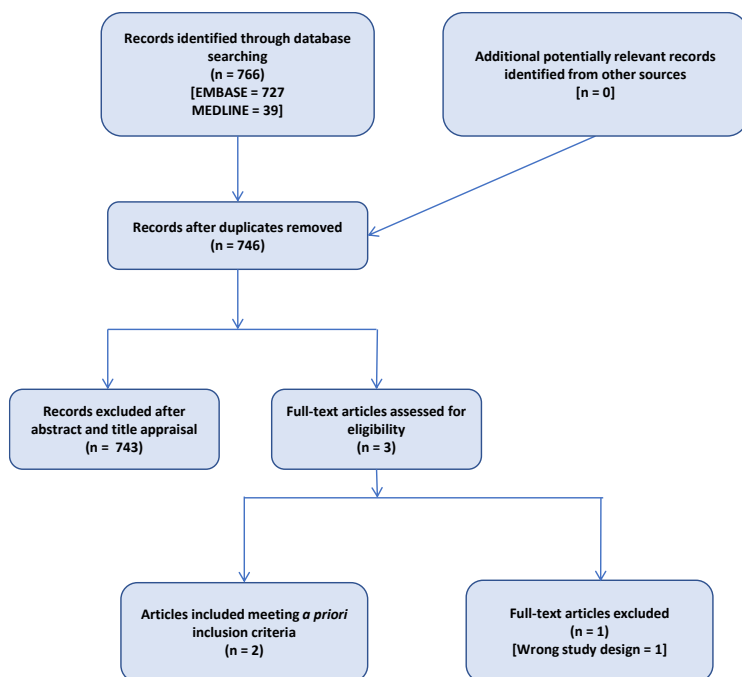 Records identified through database
searching
(n = 766)
[EMBASE = 727
MEDLINE = 39]
Additional potentially relevant records
identified from other sources
[n = 0]
Records after duplicates removed
(n = 746)
Records excluded after
abstract and title appraisal
(n = 743)
Full-text articles assessed for
eligibility
(n = 3)
Articles included meeting a priori
inclusion criteria
(n = 2)
Full-text articles excluded
(n = 1)
[Wrong study design = 1]